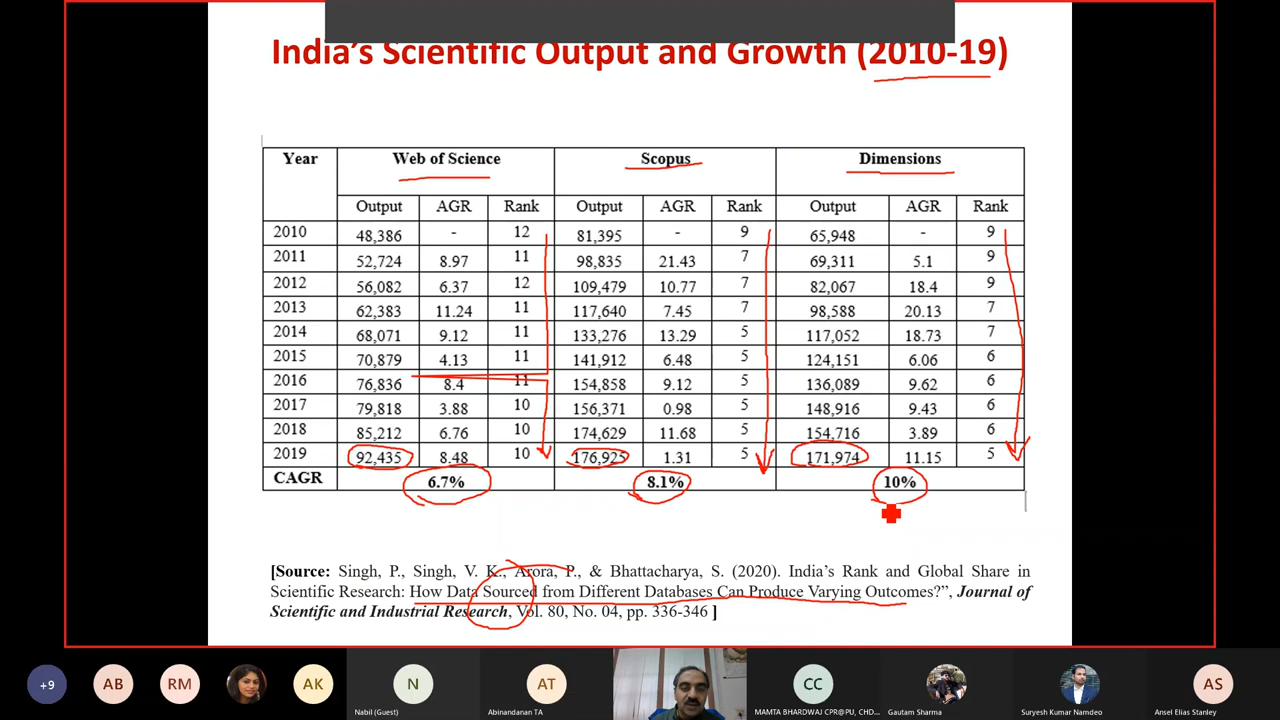 India's Scientific Output and Growth (2010-19)
Year Web of Science Scopus Dimensions
Output AGR Rank Output AGR Rank Output AGR Rank
2010 48,386 - 12 81,395 - 9 65,948 - 9
2011 52,724 8.97 11 98,835 21.43 7 69,311 5.1 9
2012 56,082 6.37 12 109,479 10.77 7 82,067 18.4 9
2013 62,383 11.24 11 117,640 7.45 7 98,588 20.13 7
2014 68,071 9.12 11 133,276 13.29 5 117,052 18.73 7
2015 70,879 4.13 11 141,912 6.48 5 124,151 6.06 6
2016 76,836 8.4 11 154,858 9.12 5 136,089 9.62 6
2017 79,818 3.88 10 156,371 0.98 5 148,916 9.43 6
2018 85,212 6.76 10 174,629 11.68 5 154,716 3.89 6
2019 92,435 8.48 10 176,925 1.31 5 171,974 11.15 5
CAGR 6.7% 8.1% 10%
[Source: Singh, P., Singh, V. K., Arora, P., & Bhattacharya, S. (2020). India's Rank and Global Share in
Scientific Research: How Data Sourced from Different Databases Can Produce Varying Outcomes?", Journal of
Scientific and Industrial Research, Vol. 80, No. 04, pp. 336-346 ]
+9 AB RM AK N AT CC AS
Nabil (Guest) Abinandanan TA MAMTA BHARDWAJ CPR@PU, CHD... Gautam Sharma Suryesh Kumar Namdeo Ansel Elias Stanley